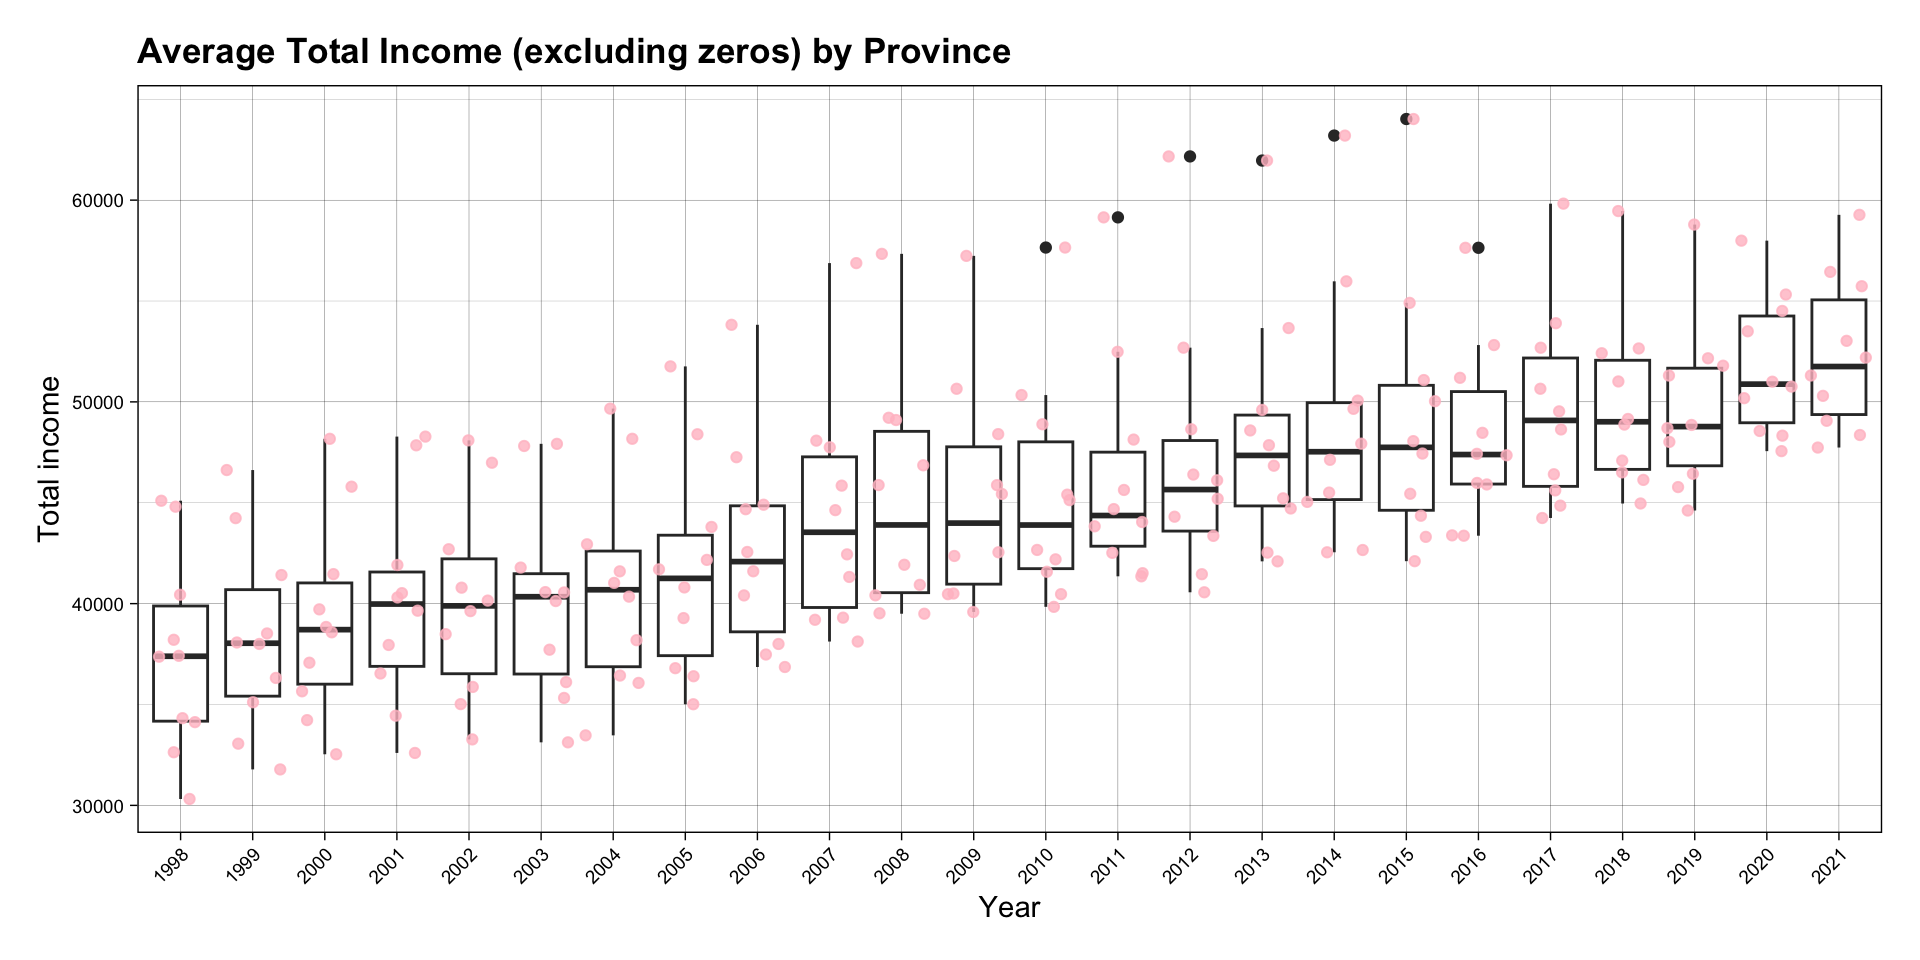 Average Total Income (excluding zeros) by Province
Total income
60000
50000
40000
30000
1998 1999 2000 2001 2002 2003 2004 2005 2006 2007 2008 2009 2010 2011 2012 2013 2014 2015 2016 2017 2018 2019 2020 2021
Year